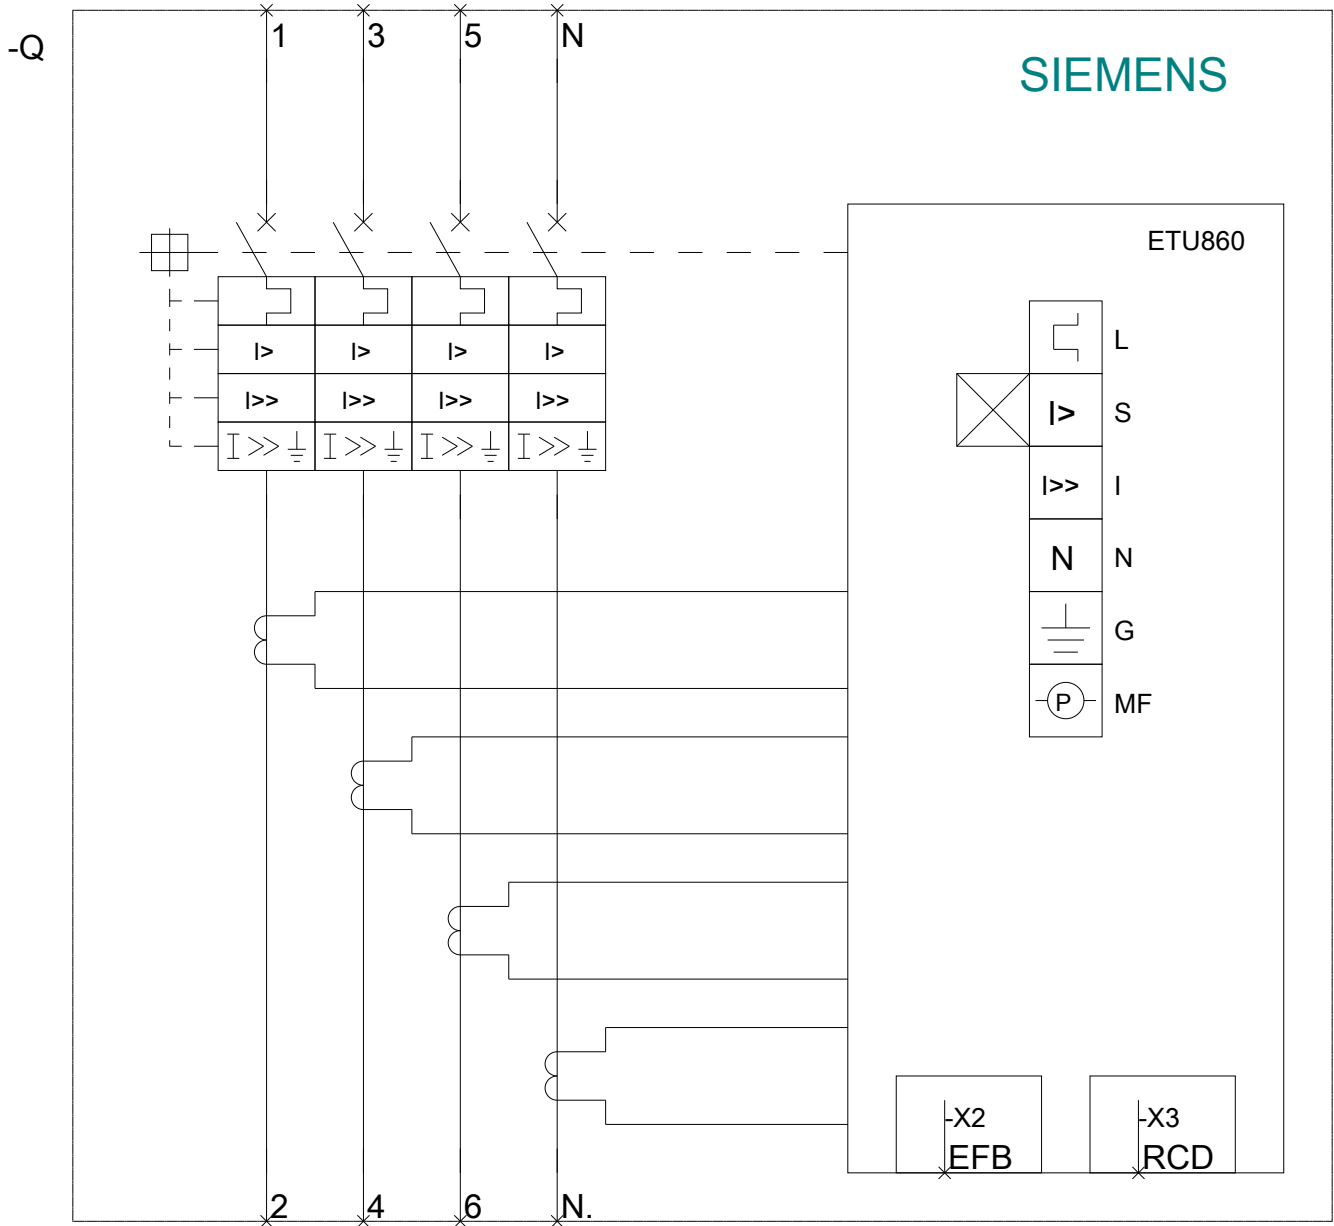 1 3 5 N
-Q
SIEMENS
ETU860
L
I> I> I> I>
I>> I>> I>> I>>
I>> I>> I>> I>>
I> S
I>> I
N N
G
P MF
-X2 -X3
EFB RCD
2 4 6 N.